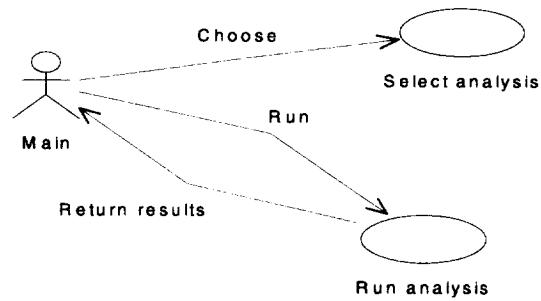 Choose
Select analysis
Main
Run
Return results
Run analysis